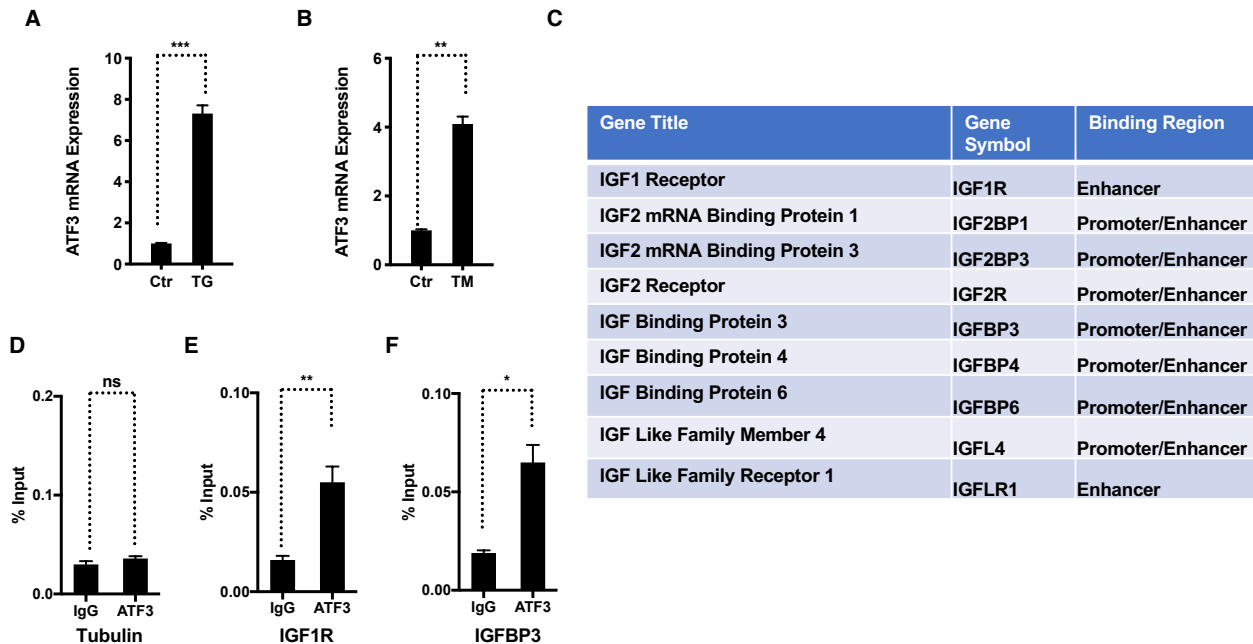 A
ATF3 mRNA Expression
10
8
6
4
2
0
***
Ctr TG
B
ATF3 mRNA Expression
6
4
2
0
**
Ctr TM
C
Gene Title Gene Symbol Binding Region
IGF1 Receptor IGF1R Enhancer
IGF2 mRNA Binding Protein 1 IGF2BP1 Promoter/Enhancer
IGF2 mRNA Binding Protein 3 IGF2BP3 Promoter/Enhancer
IGF2 Receptor IGF2R Promoter/Enhancer
IGF Binding Protein 3 IGFBP3 Promoter/Enhancer
IGF Binding Protein 4 IGFBP4 Promoter/Enhancer
IGF Binding Protein 6 IGFBP6 Promoter/Enhancer
IGF Like Family Member 4 IGFL4 Promoter/Enhancer
IGF Like Family Receptor 1 IGFLR1 Enhancer
D
% Input
0.2
0.1
0.0
ns
IgG ATF3
Tubulin
E
% Input
0.10
0.05
0.00
**
IgG ATF3
IGF1R
F
% Input
0.10
0.05
0.00
*
IgG ATF3
IGFBP3